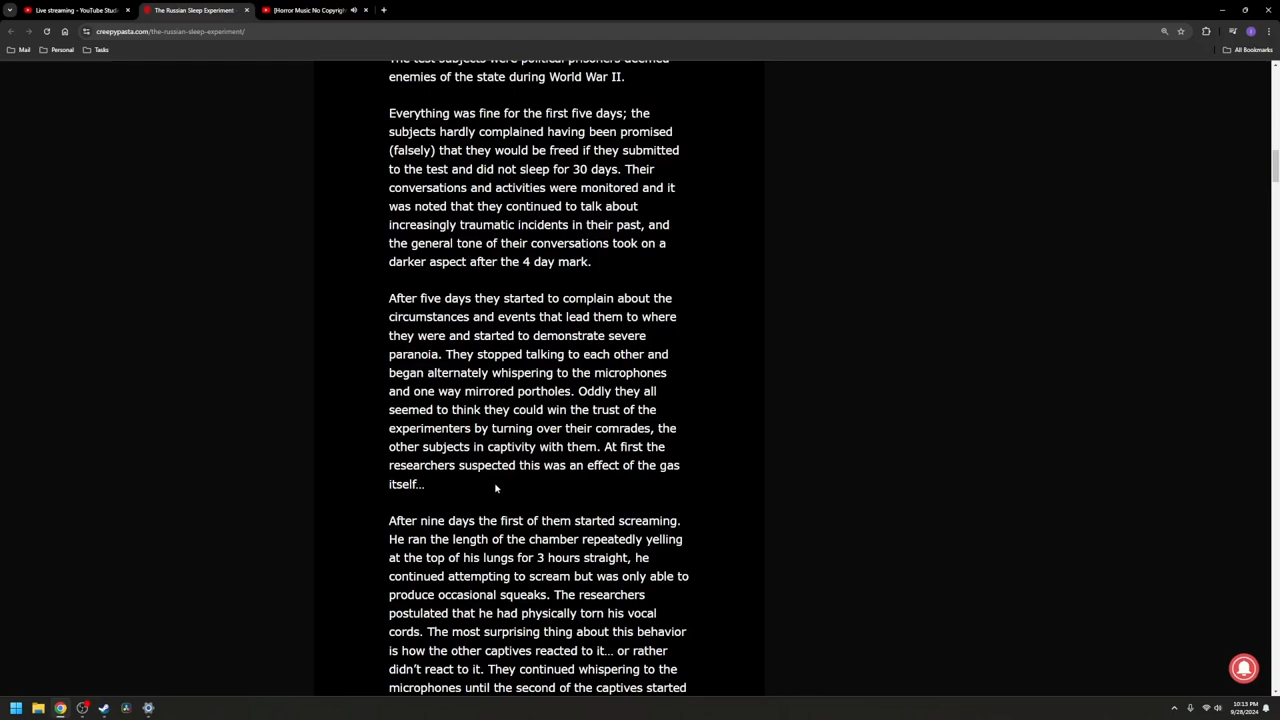 Live streaming - YouTube Stud
The Russian Sleep Experiment
[Horror Music No Copyrigh
creepypasta.com/the-russian-sleep-experiment/
Mail
Personal
Tasks
All Bookmarks
The test subjects were political prisoners deemed
enemies of the state during World War II.
Everything was fine for the first five days; the
subjects hardly complained having been promised
(falsely) that they would be freed if they submitted
to the test and did not sleep for 30 days. Their
conversations and activities were monitored and it
was noted that they continued to talk about
increasingly traumatic incidents in their past, and
the general tone of their conversations took on a
darker aspect after the 4 day mark.
After five days they started to complain about the
circumstances and events that lead them to where
they were and started to demonstrate severe
paranoia. They stopped talking to each other and
began alternately whispering to the microphones
and one way mirrored portholes. Oddly they all
seemed to think they could win the trust of the
experimenters by turning over their comrades, the
other subjects in captivity with them. At first the
researchers suspected this was an effect of the gas
itself…
After nine days the first of them started screaming.
He ran the length of the chamber repeatedly yelling
at the top of his lungs for 3 hours straight, he
continued attempting to scream but was only able to
produce occasional squeaks. The researchers
postulated that he had physically torn his vocal
cords. The most surprising thing about this behavior
is how the other captives reacted to it… or rather
didn't react to it. They continued whispering to the
microphones until the second of the captives started
10:13 PM
9/28/2024